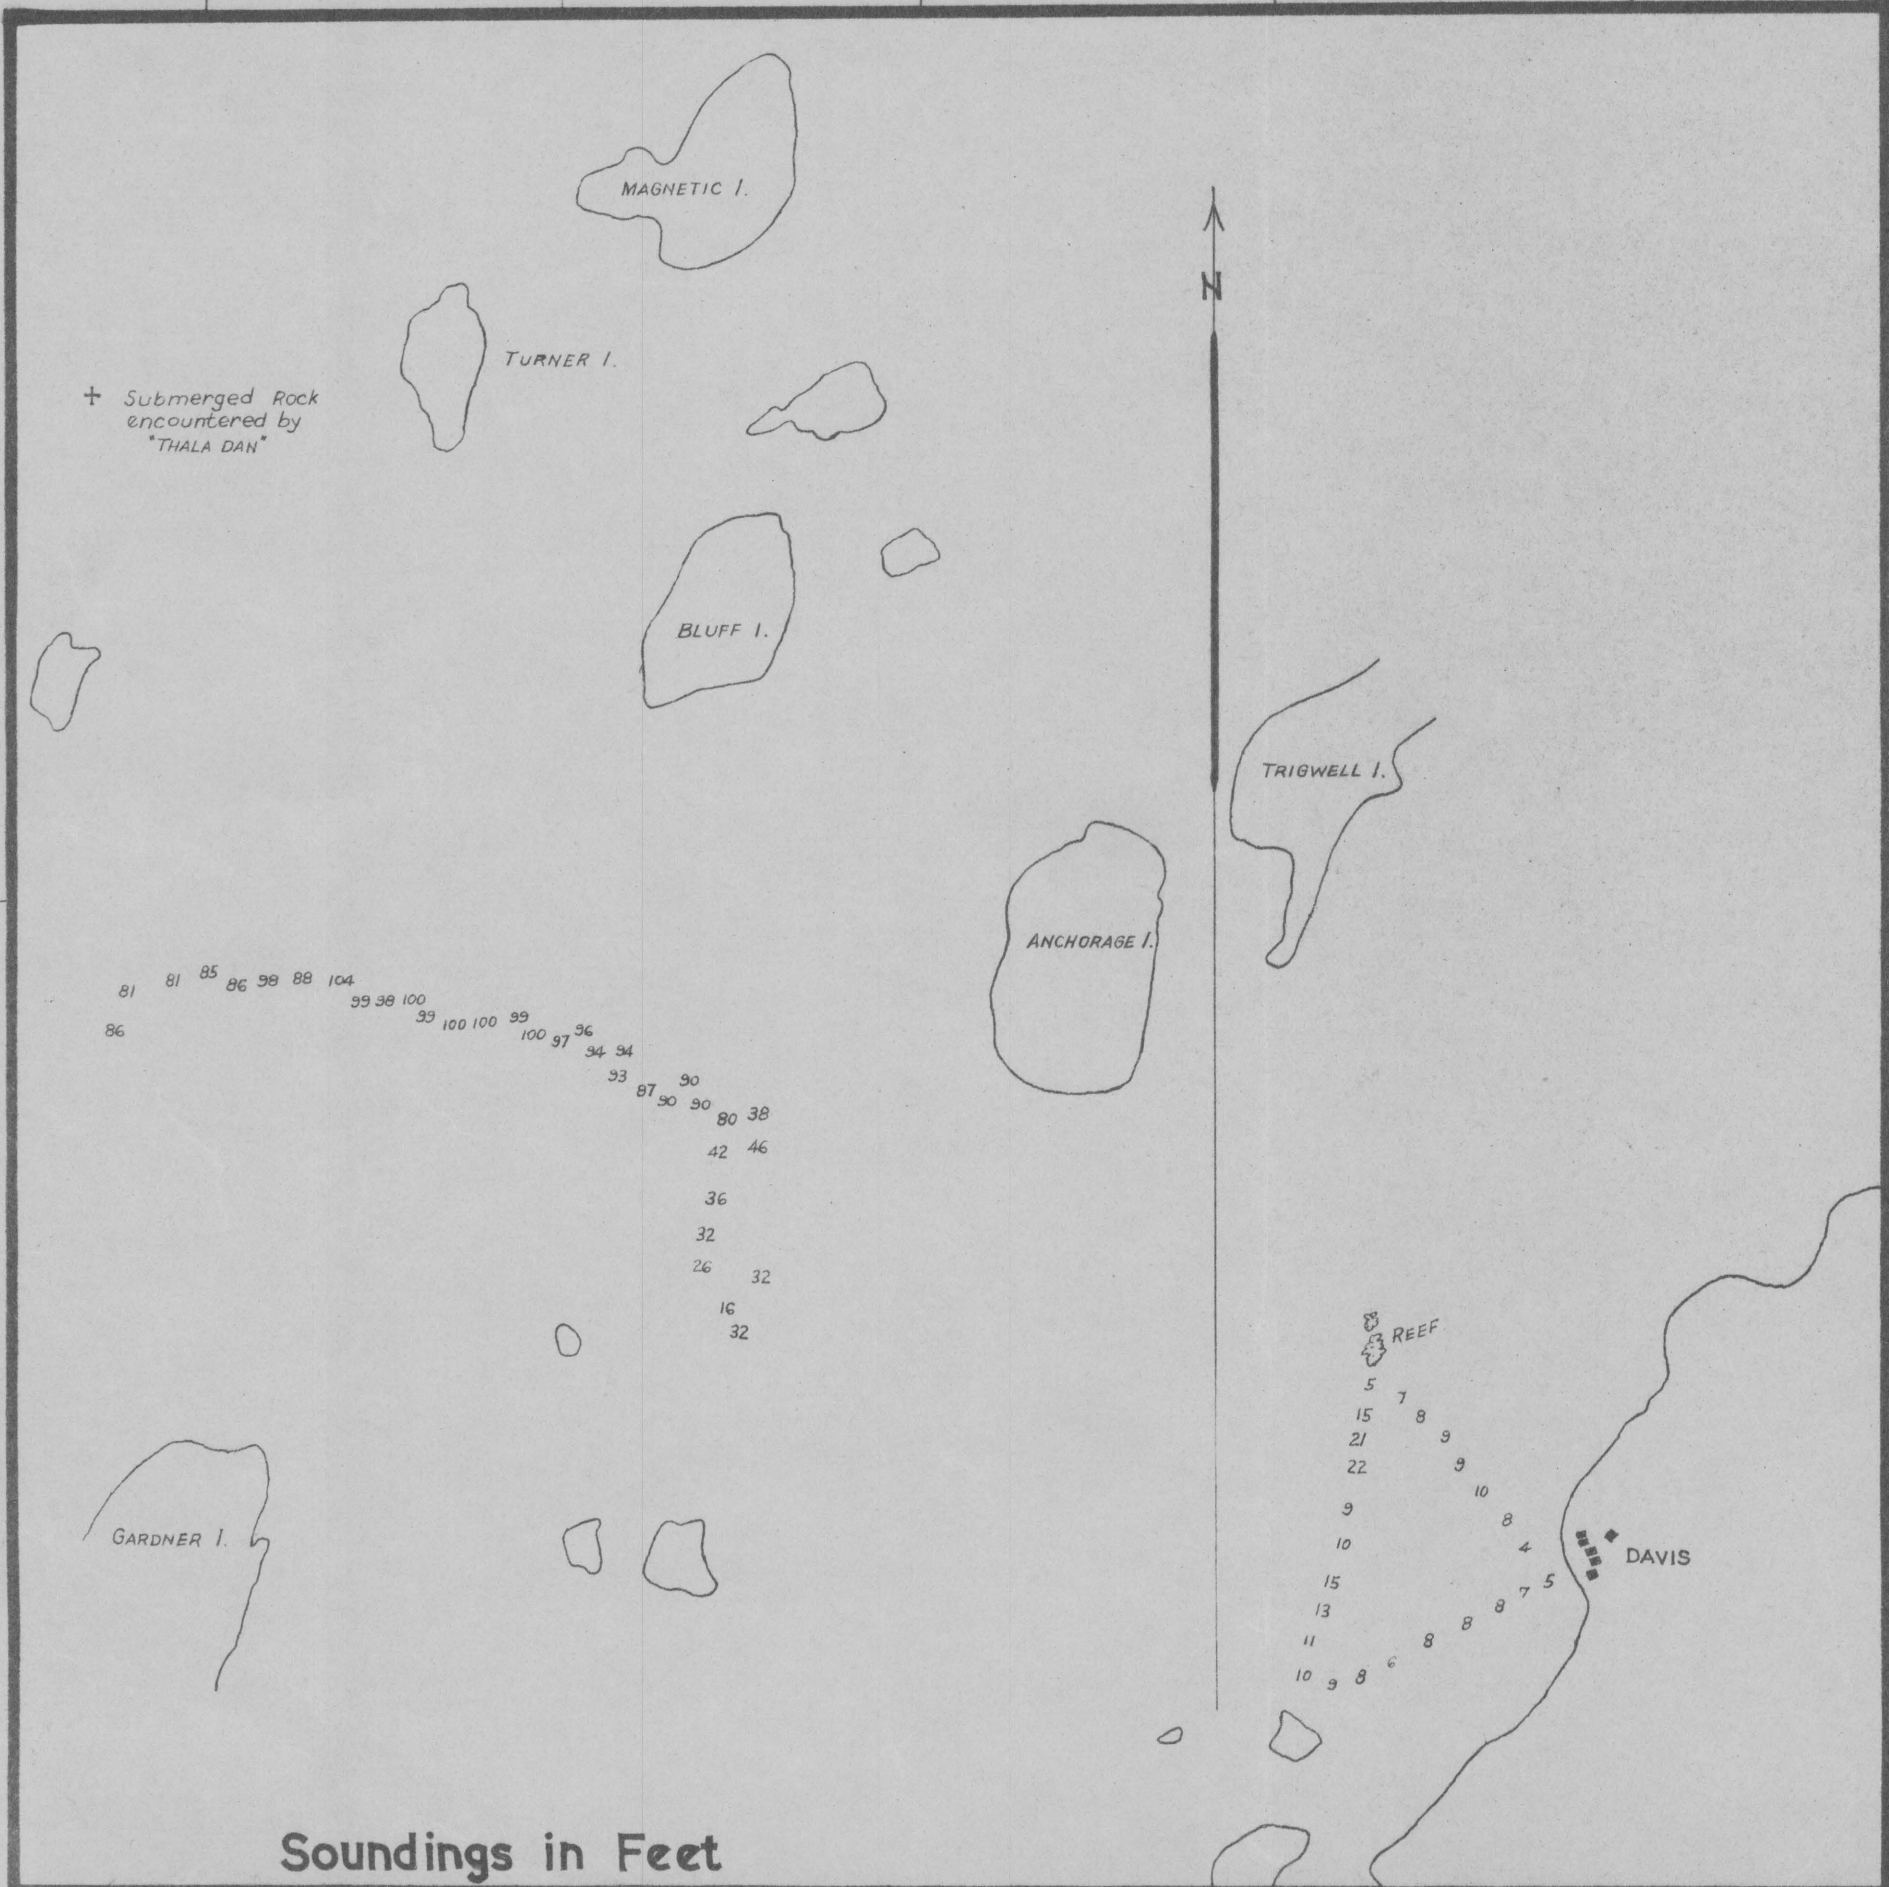 MAGNETIC I.
N
TURNER I.
+ Submerged Rock
encountered by
"THALA DAN"
BLUFF I.
TRIGWELL I.
ANCHORAGE I.
81 81 85 86 98 88 104
86
99 98 100
99 100 100 99
100 97 96
94 94
93
87 90 90 90
80 38
42 46
36
32
26 32
16
32
REEF
5 7
15 8
21 9
22 9
10
9 8
10 4
15 5
13 7
8
8
11 8
10 9 8 6
DAVIS
GARDNER I.
Soundings in Feet